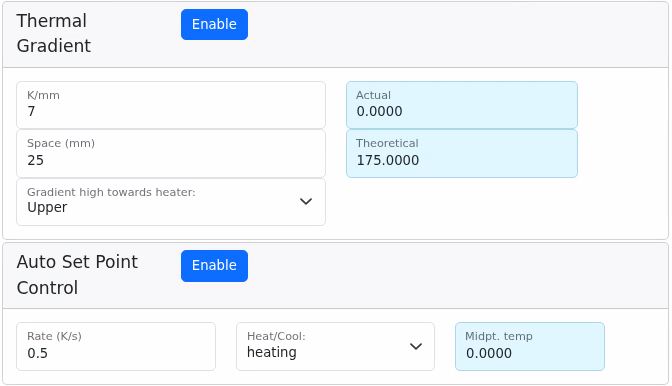 Thermal
Gradient
Enable
K/mm
7
Actual
0.0000
Space (mm)
25
Theoretical
175.0000
Gradient high towards heater:
Upper
Auto Set Point
Control
Enable
Rate (K/s)
0.5
Heat/Cool:
heating
Midpt. temp
0.0000